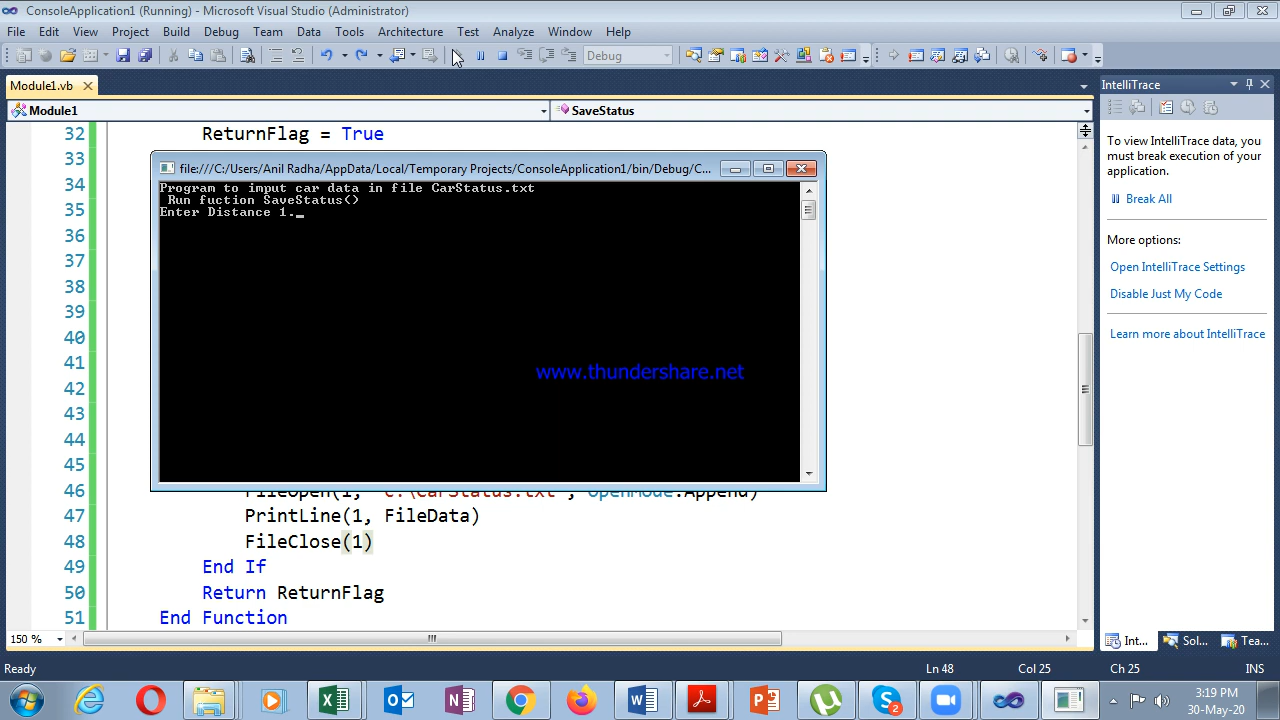 ConsoleApplication1 (Running) - Microsoft Visual Studio (Administrator)
File Edit View Project Build Debug Team Data Tools Architecture Test Analyze Window Help
Debug
Module1.vb
IntelliTrace
Module1
SaveStatus
32 ReturnFlag = True
33
34
35
36
37
38
39
40
41
42
43
44
45
file:///C:/Users/Anil Radha/AppData/Local/Temporary Projects/ConsoleApplication1/bin/Debug/C...
Program to imput car data in file CarStatus.txt
Run fuction SaveStatus()
Enter Distance 1._
www.thundershare.net
46 FileOpen(1, "c:\CarStatus.txt", OpenMode.Append)
47 PrintLine(1, FileData)
48 FileClose(1)
49 End If
50 Return ReturnFlag
51 End Function
To view IntelliTrace data, you
must break execution of your
application.
Break All
More options:
Open IntelliTrace Settings
Disable Just My Code
Learn more about IntelliTrace
150 %
Int... Sol... Tea...
Ready
Ln 48 Col 25 Ch 25 INS
2
3:19 PM
30-May-20